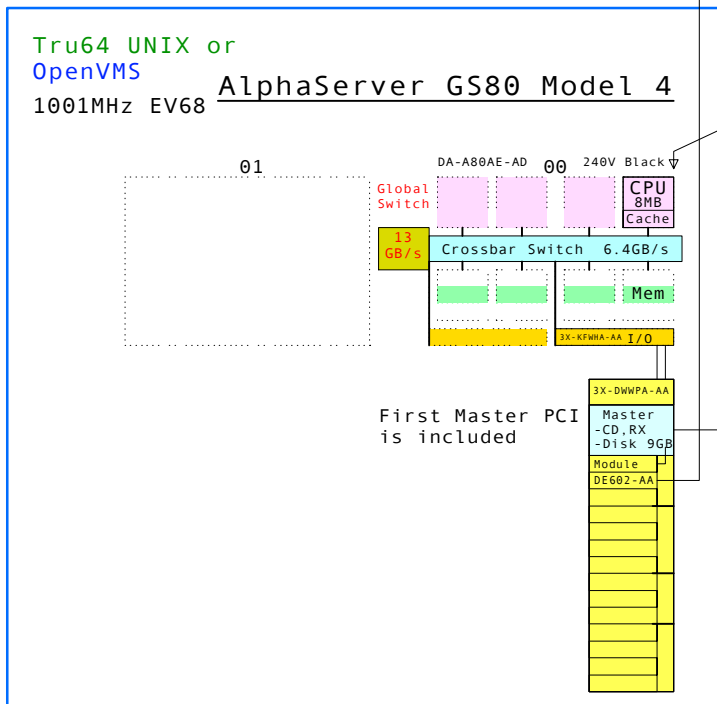 Tru64 UNIX or
OpenVMS
1001MHz EV68
AlphaServer GS80 Model 4
01
DA-A80AE-AD
00
240V Black
Global
Switch
CPU
8MB
Cache
13
GB/s
Crossbar Switch 6.4GB/s
Mem
3X-KFWHA-AA I/O
3X-DWWPA-AA
First Master PCI
is included
Master
-CD,RX
-Disk 9GB
Module
DE602-AA